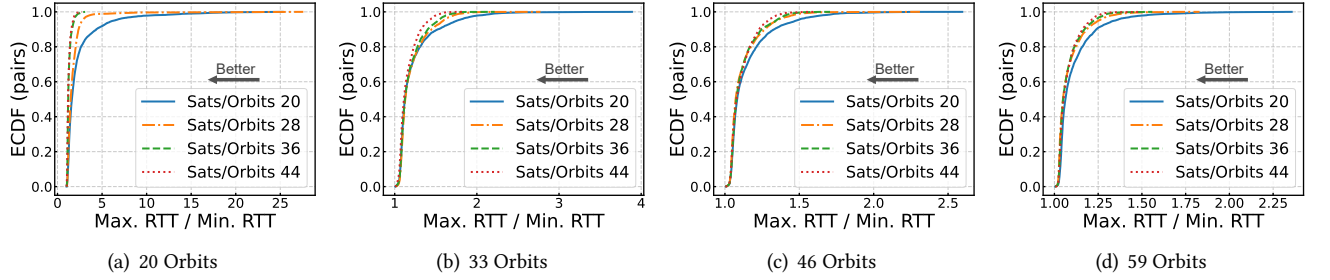 ECDF (pairs)
1.0
0.8
0.6
0.4
0.2
0.0
Better
Sats/Orbits 20
Sats/Orbits 28
Sats/Orbits 36
Sats/Orbits 44
0 5 10 15 20 25
Max. RTT / Min. RTT
(a) 20 Orbits
ECDF (pairs)
1.0
0.8
0.6
0.4
0.2
0.0
Better
Sats/Orbits 20
Sats/Orbits 28
Sats/Orbits 36
Sats/Orbits 44
1 2 3 4
Max. RTT / Min. RTT
(b) 33 Orbits
ECDF (pairs)
1.0
0.8
0.6
0.4
0.2
0.0
Better
Sats/Orbits 20
Sats/Orbits 28
Sats/Orbits 36
Sats/Orbits 44
1.0 1.5 2.0 2.5
Max. RTT / Min. RTT
(c) 46 Orbits
ECDF (pairs)
1.0
0.8
0.6
0.4
0.2
0.0
Better
Sats/Orbits 20
Sats/Orbits 28
Sats/Orbits 36
Sats/Orbits 44
1.00 1.25 1.50 1.75 2.00 2.25
Max. RTT / Min. RTT
(d) 59 Orbits